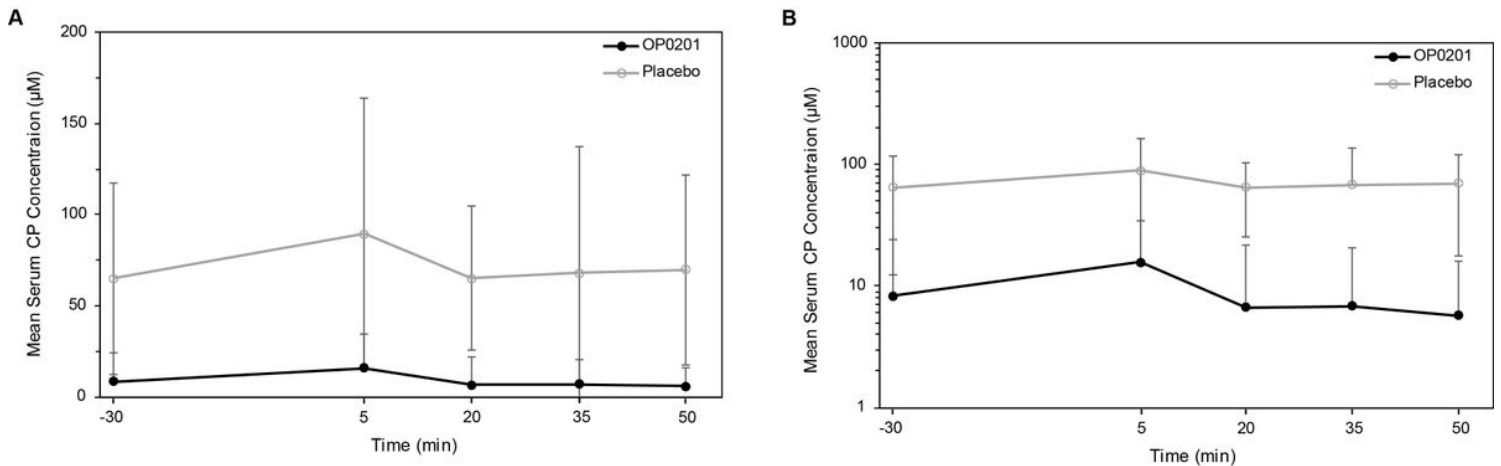 A
Mean Serum CP Concentraion (µM)
200
150
100
50
0
OP0201
Placebo
-30
5
20
35
50
Time (min)
B
Mean Serum CP Concentraion (µM)
1000
100
10
1
OP0201
Placebo
-30
5
20
35
50
Time (min)